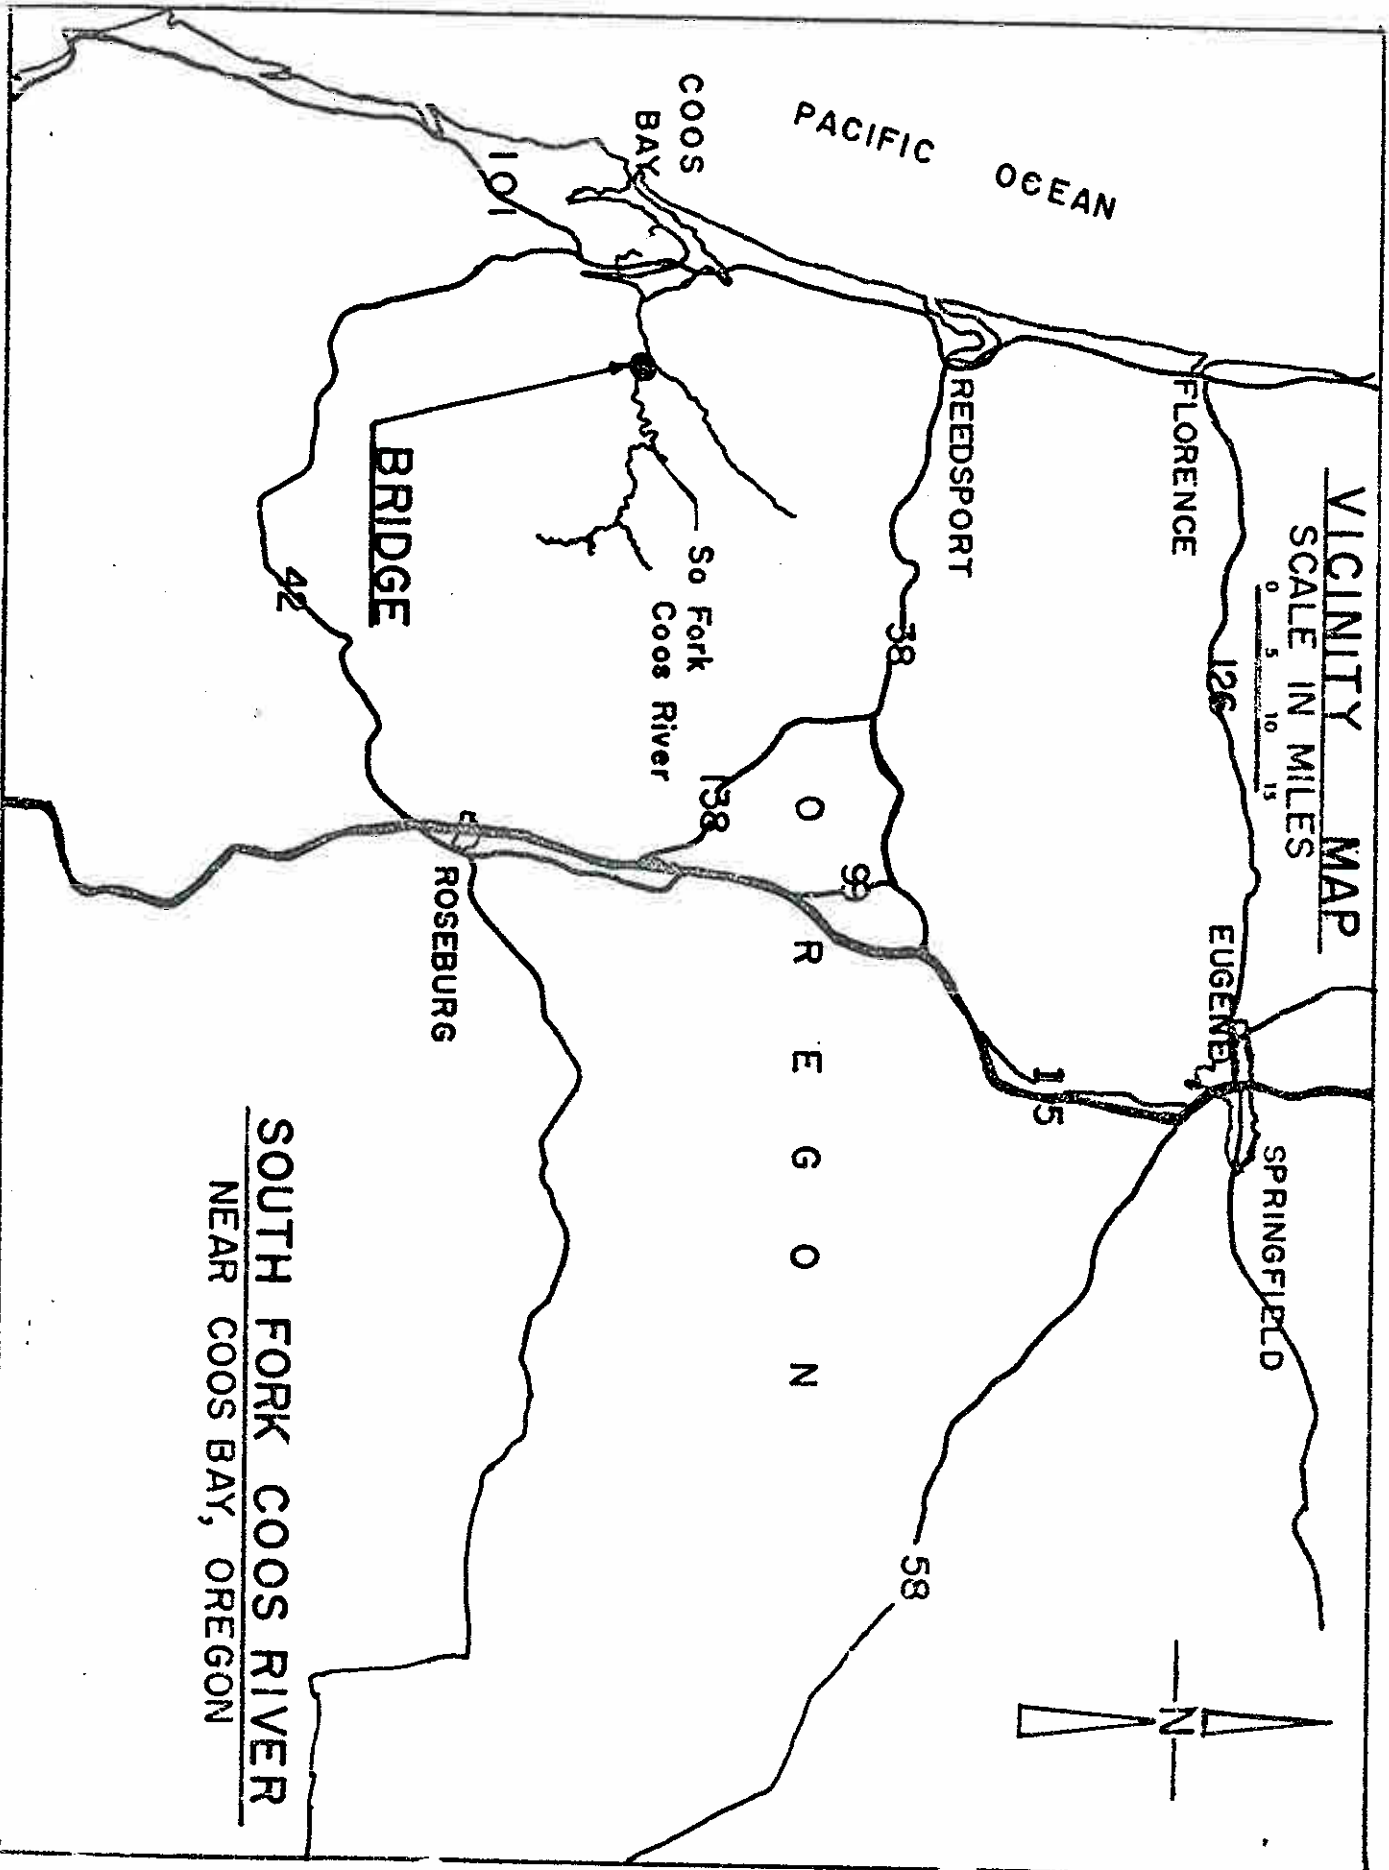 VICINITY MAP
SCALE IN MILES
0 5 10 15
PACIFIC OCEAN
FLORENCE
126
EUGENE
SPRINGFIELD
N
REEDSPORT
38
15
99
58
COOS
BAY
138
OREGON
So Fork
Coos River
101
BRIDGE
42
ROSEBURG
SOUTH FORK COOS RIVER
NEAR COOS BAY, OREGON